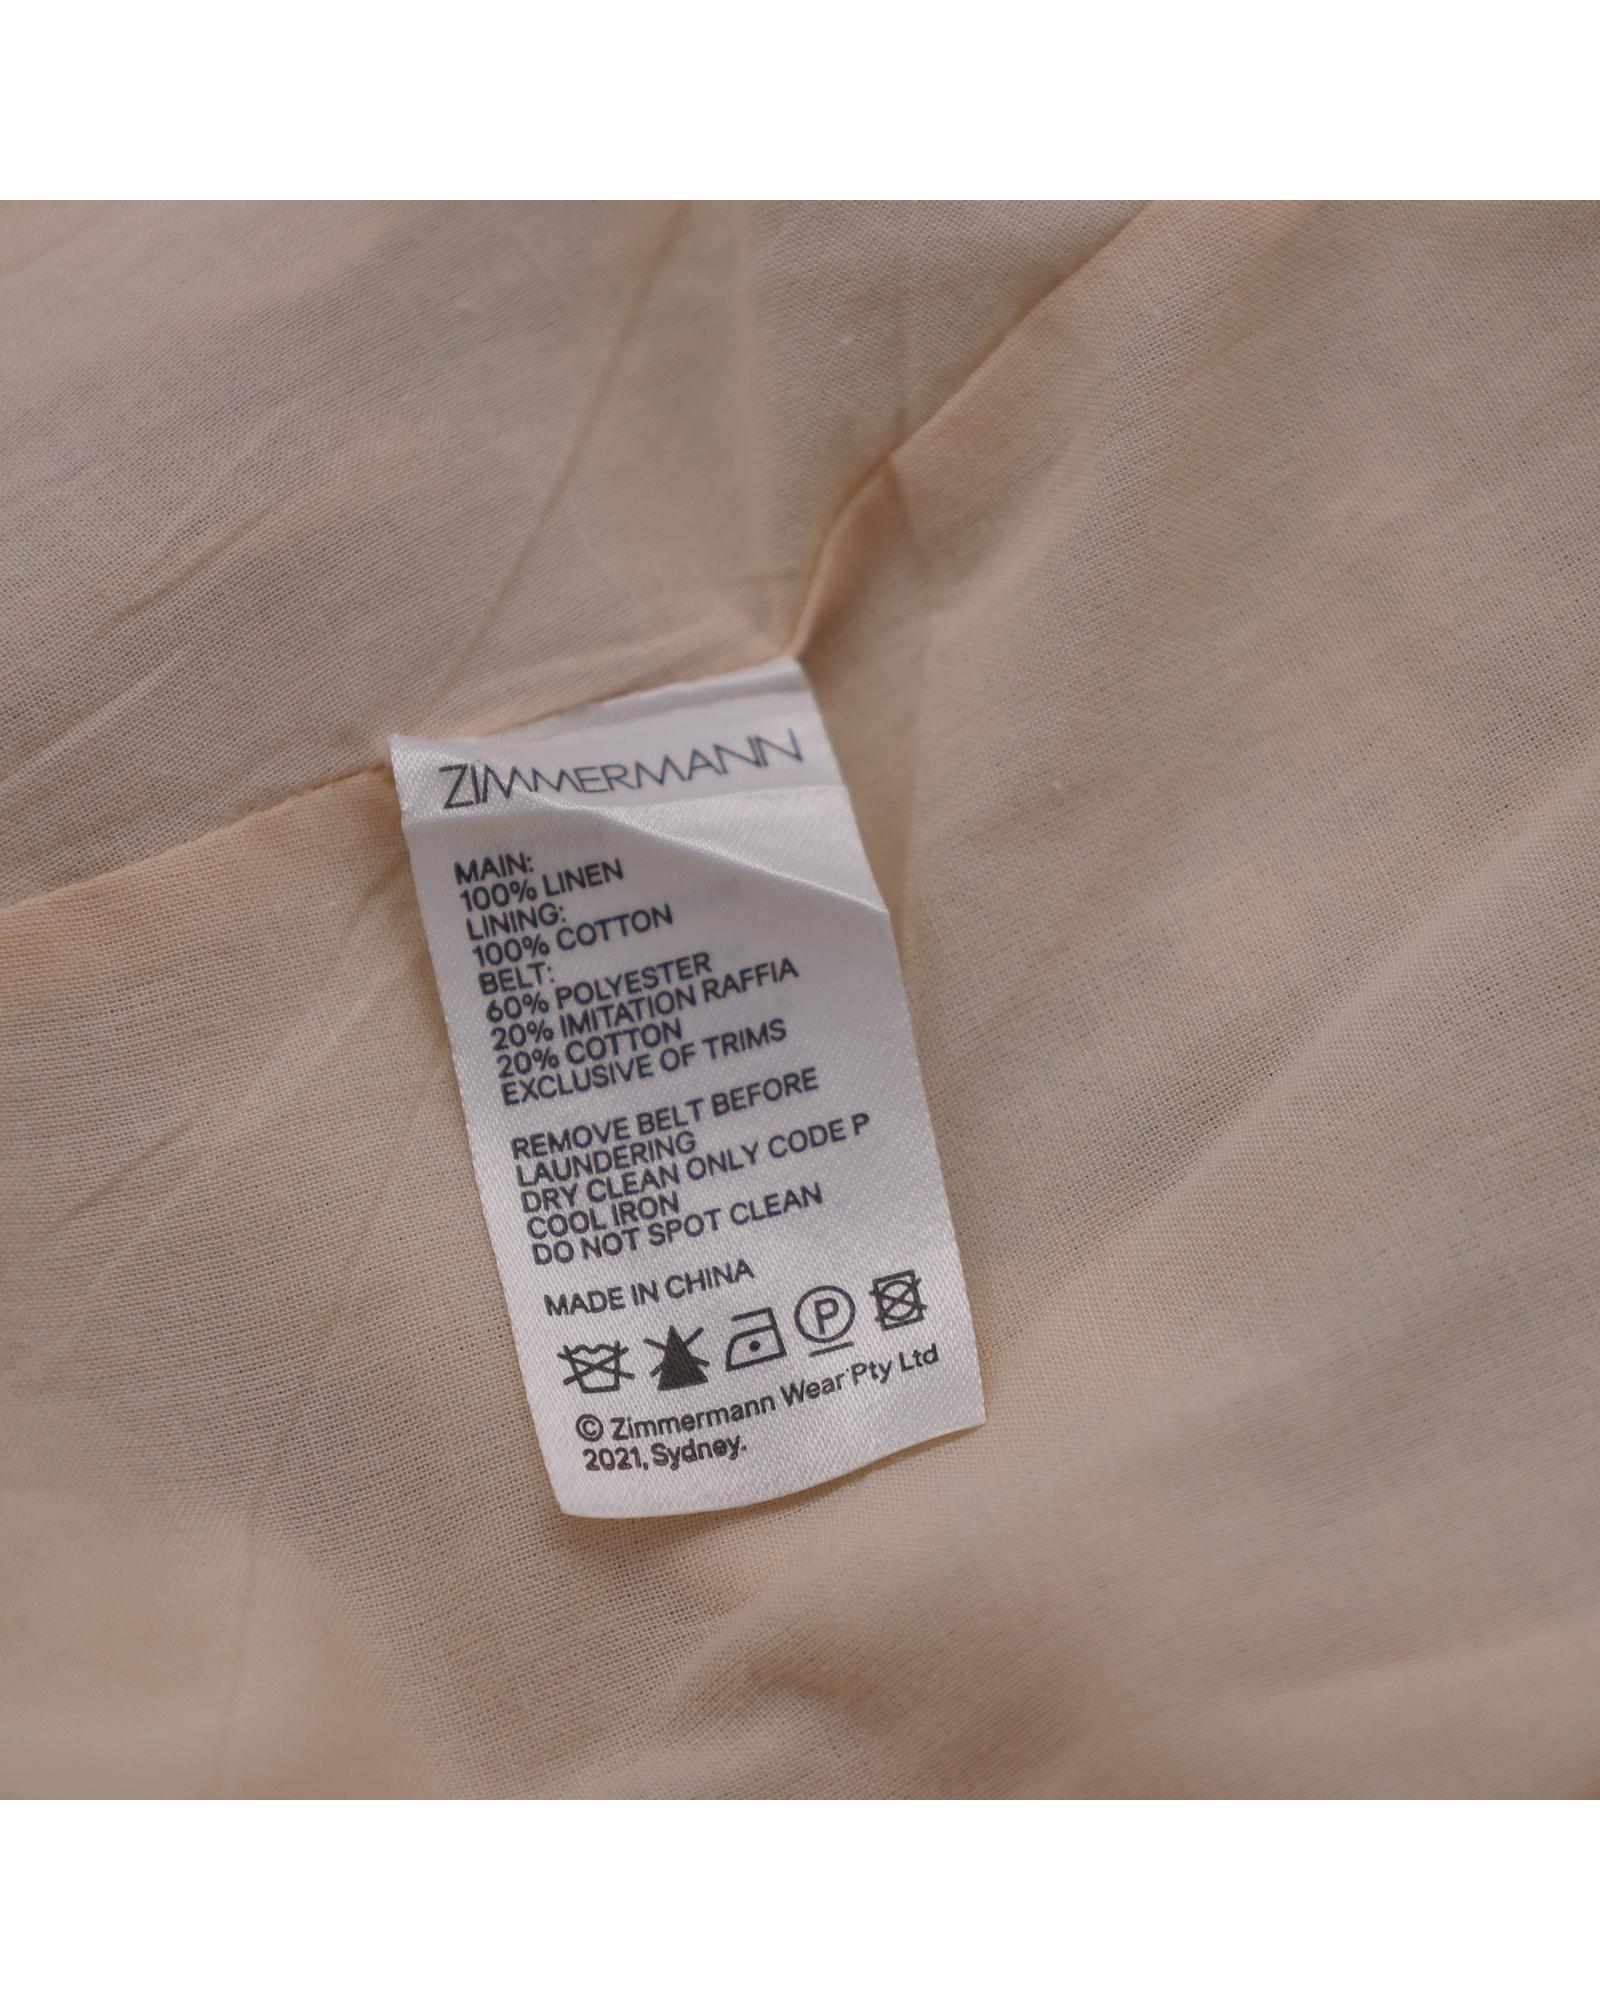 ZIMMERMANN
MAIN:
100% LINEN
LINING:
100% COTTON
BELT:
60% POLYESTER
20% IMITATION RAFFIA
20% COTTON
EXCLUSIVE OF TRIMS
REMOVE BELT BEFORE
LAUNDERING
DRY CLEAN ONLY CODE P
COOL IRON
DO NOT SPOT CLEAN
MADE IN CHINA
P
© Zimmermann Wear Pty Ltd
2021, Sydney.